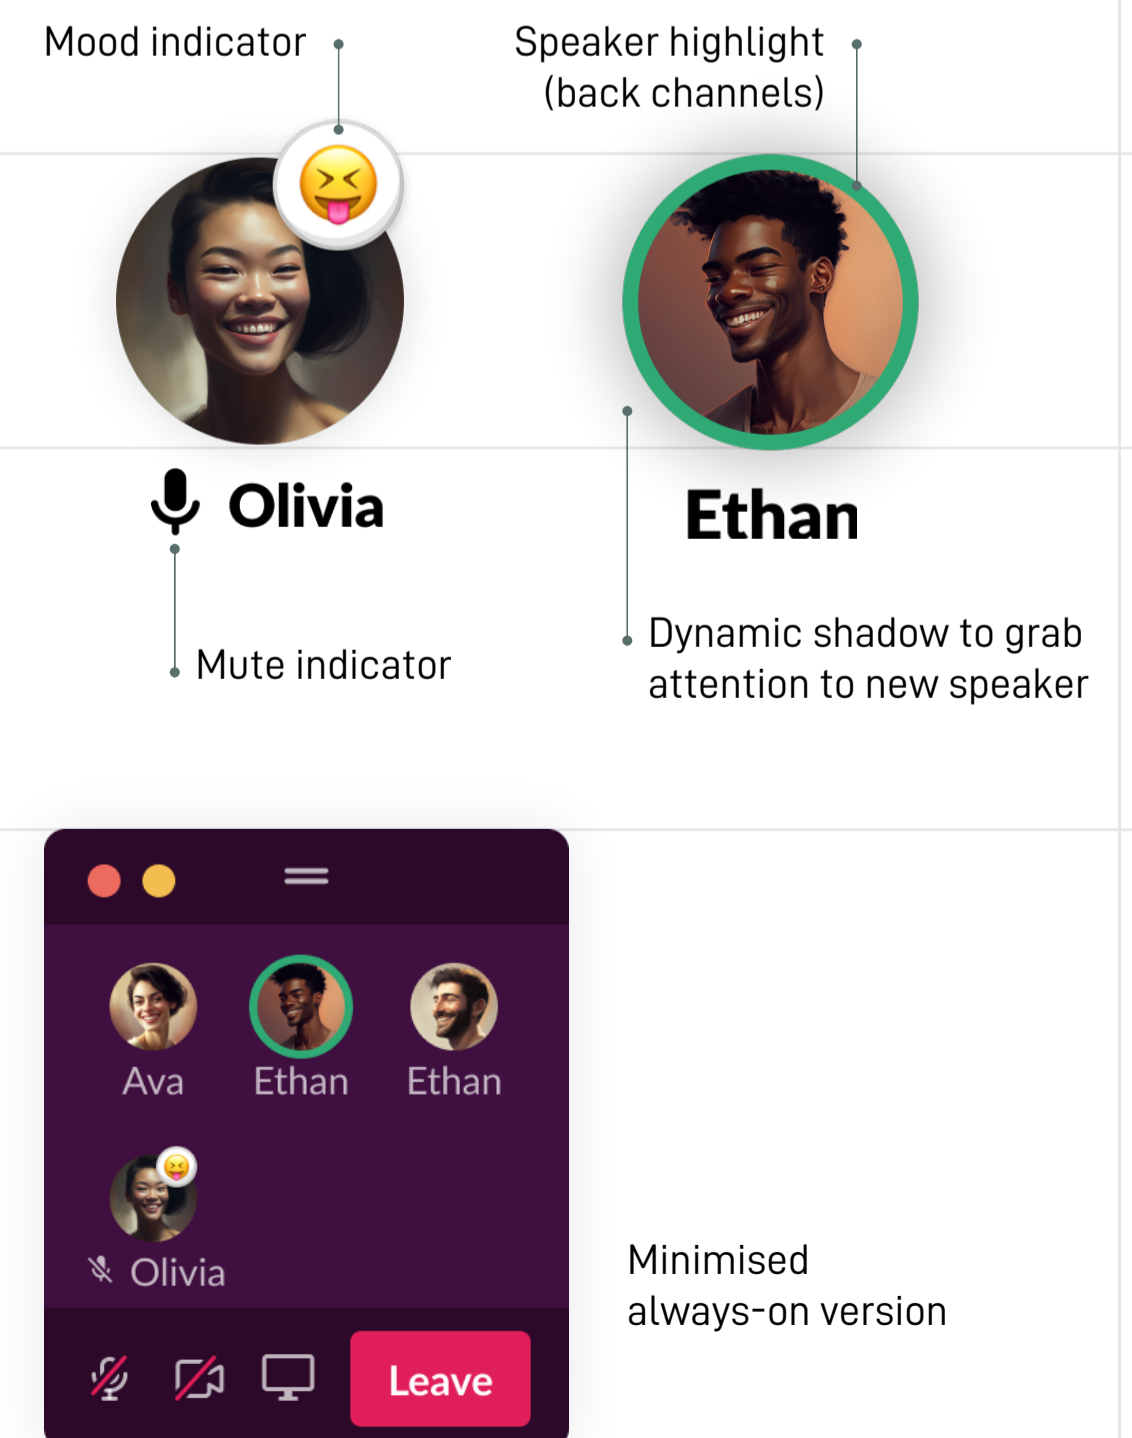 Mood indicator
Speaker highlight
(back channels)
Olivia
Ethan
Mute indicator
Dynamic shadow to grab
attention to new speaker
Ava
Ethan
Ethan
Olivia
Minimised
always-on version
Leave